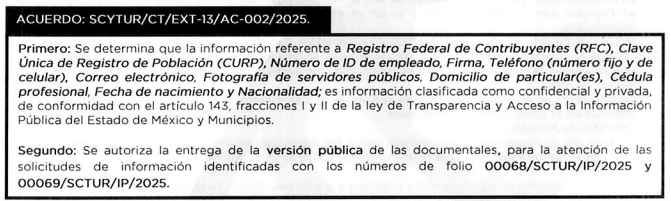 ACUERDO: SCYTUR/CT/EXT-13/AC-002/2025.
Primero: Se determina que la información referente a Registro Federal de Contribuyentes (RFC), Clave
Única de Registro de Población (CURP), Número de ID de empleado, Firma, Teléfono (número fijo y de
celular), Correo electrónico, Fotografía de servidores públicos, Domicilio de particular(es), Cédula
profesional, Fecha de nacimiento y Nacionalidad; es información clasificada como confidencial y privada,
de conformidad con el artículo 143, fracciones I y II de la ley de Transparencia y Acceso a la Información
Pública del Estado de México y Municipios.
Segundo: Se autoriza la entrega de la versión pública de las documentales, para la atención de las
solicitudes de información identificadas con los números de folio 00068/SCTUR/IP/2025 y
00069/SCTUR/IP/2025.